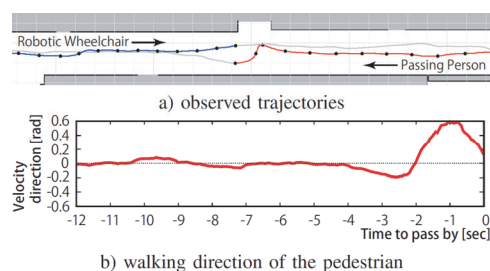 Robotic Wheelchair
Passing Person
a) observed trajectories
Velocity
direction [rad]
0.6
0.4
0.2
0
-0.2
-0.4
-0.6
-12 -11 -10 -9 -8 -7 -6 -5 -4 -3 -2 -1 0
Time to pass by [sec]
b) walking direction of the pedestrian